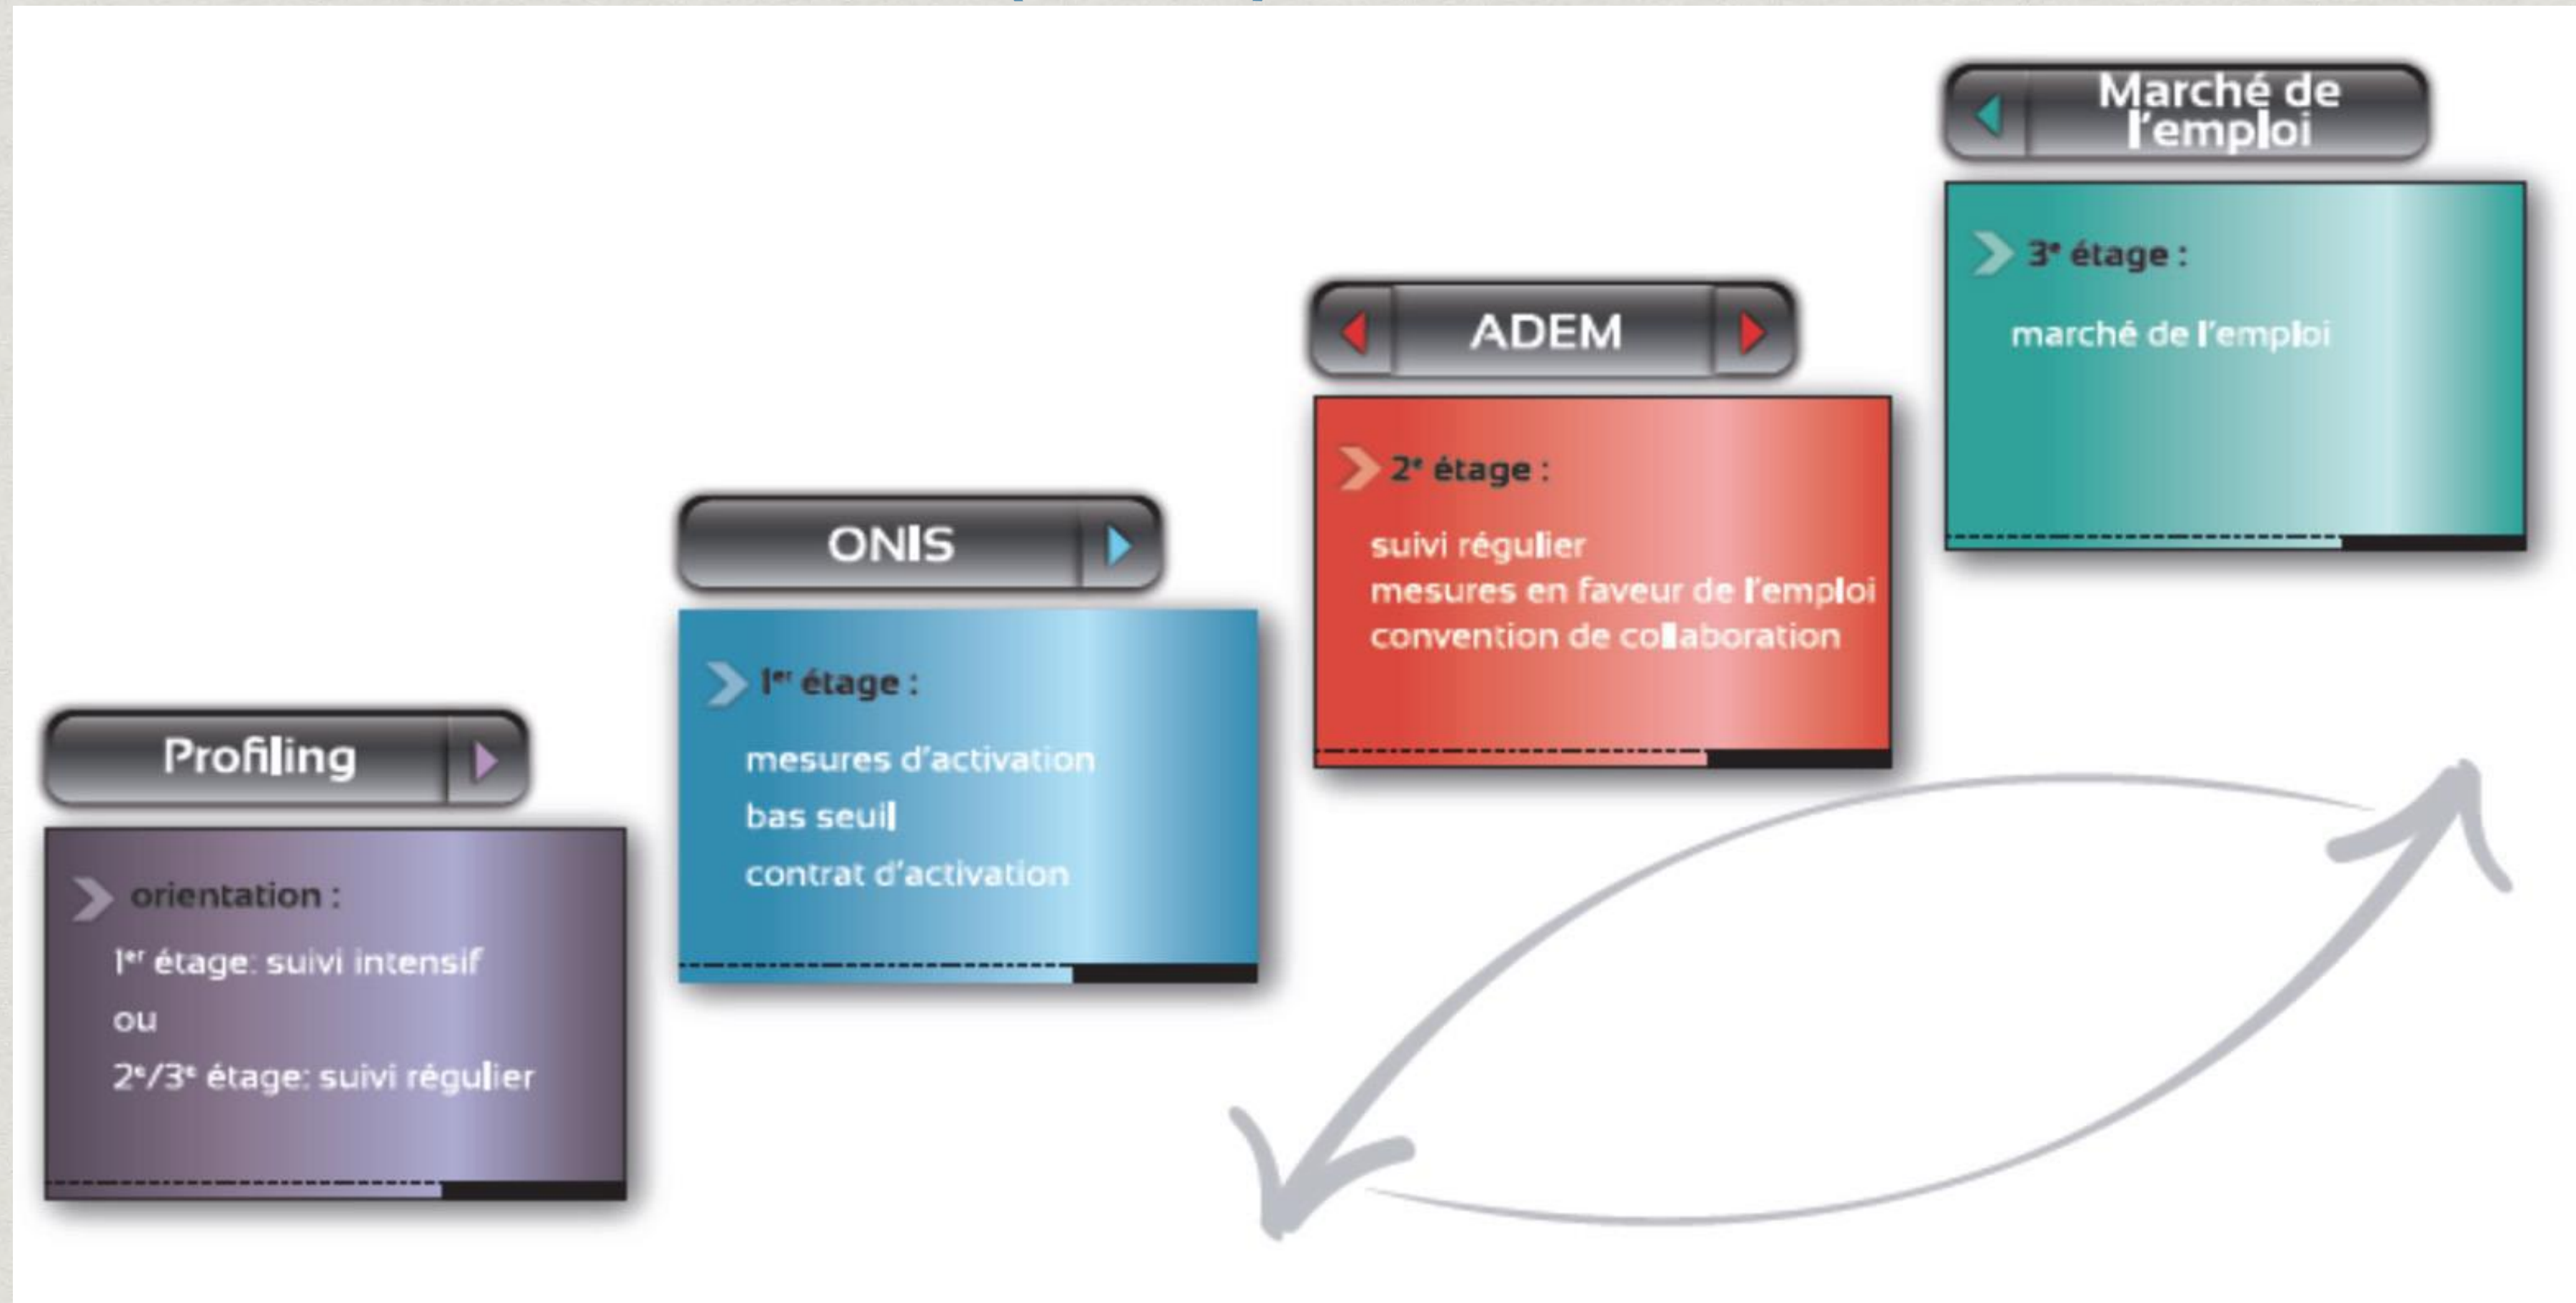 Profiling
orientation :
1er étage: suivi intensif
ou
2e/3e étage: suivi régulier
ONIS
1er étage :
mesures d'activation
bas seuil
contrat d'activation
ADEM
2e étage :
suivi régulier
mesures en faveur de l'emploi
convention de collaboration
Marché de
l'emploi
3e étage :
marché de l'emploi